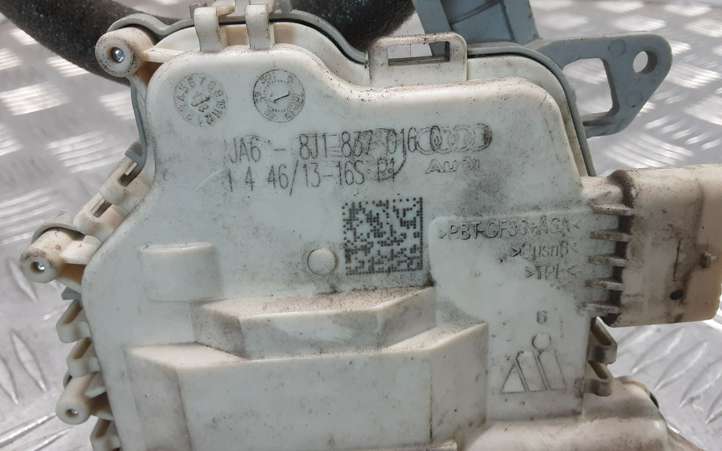 JA6 - 8J1 837 016
AUDI
1 4 46/13-16S
>PBT-GF30+ASA<
>CuSn6<
>TPE<
6